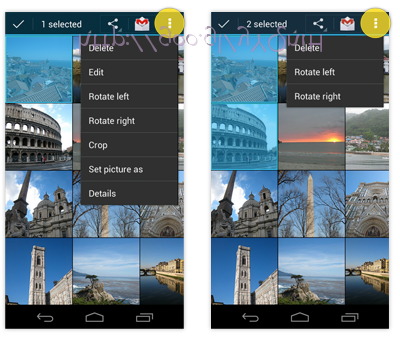 1 selected
Delete
Edit
Rotate left
Rotate right
Crop
Set picture as
Details
2 selected
Delete
Rotate left
Rotate right